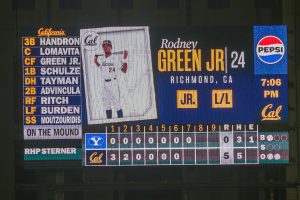 California
3B HANDRON
C LOMAVITA
CF GREEN JR.
1B SCHULZE
DH TAYMAN
2B ADVINCULA
RF RITCH
LF BURDEN
SS MOUTZOURIDIS
ON THE MOUND
RHP STERNER
Cal
Rodney
GREEN JR 24
RICHMOND, CA
JR. L/L
pepsi
7:06
PM
1 2 3 4 5 6 7 8 9 R H E
0 0 0 0 0 0 0 0 3 1
Cal 3 2 0 0 0 0 5 5 0